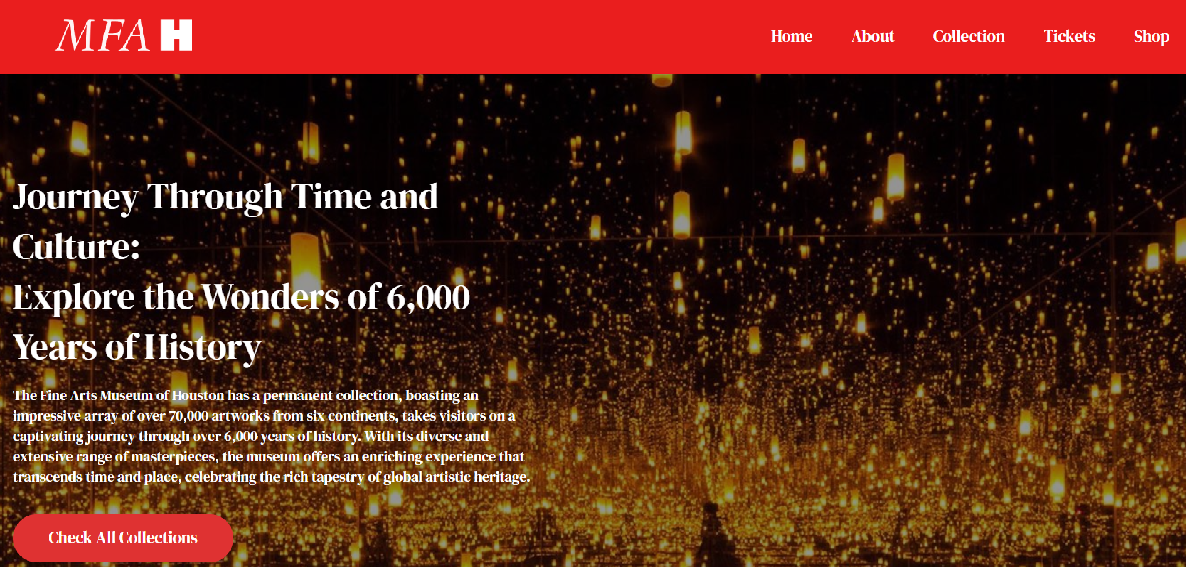 MFA H
Home About Collection Tickets Shop
Journey Through Time and
Culture:
Explore the Wonders of 6,000
Years of History
The Fine Arts Museum of Houston has a permanent collection, boasting an
impressive array of over 70,000 artworks from six continents, takes visitors on a
captivating journey through over 6,000 years of history. With its diverse and
extensive range of masterpieces, the museum offers an enriching experience that
transcends time and place, celebrating the rich tapestry of global artistic heritage.
Check All Collections